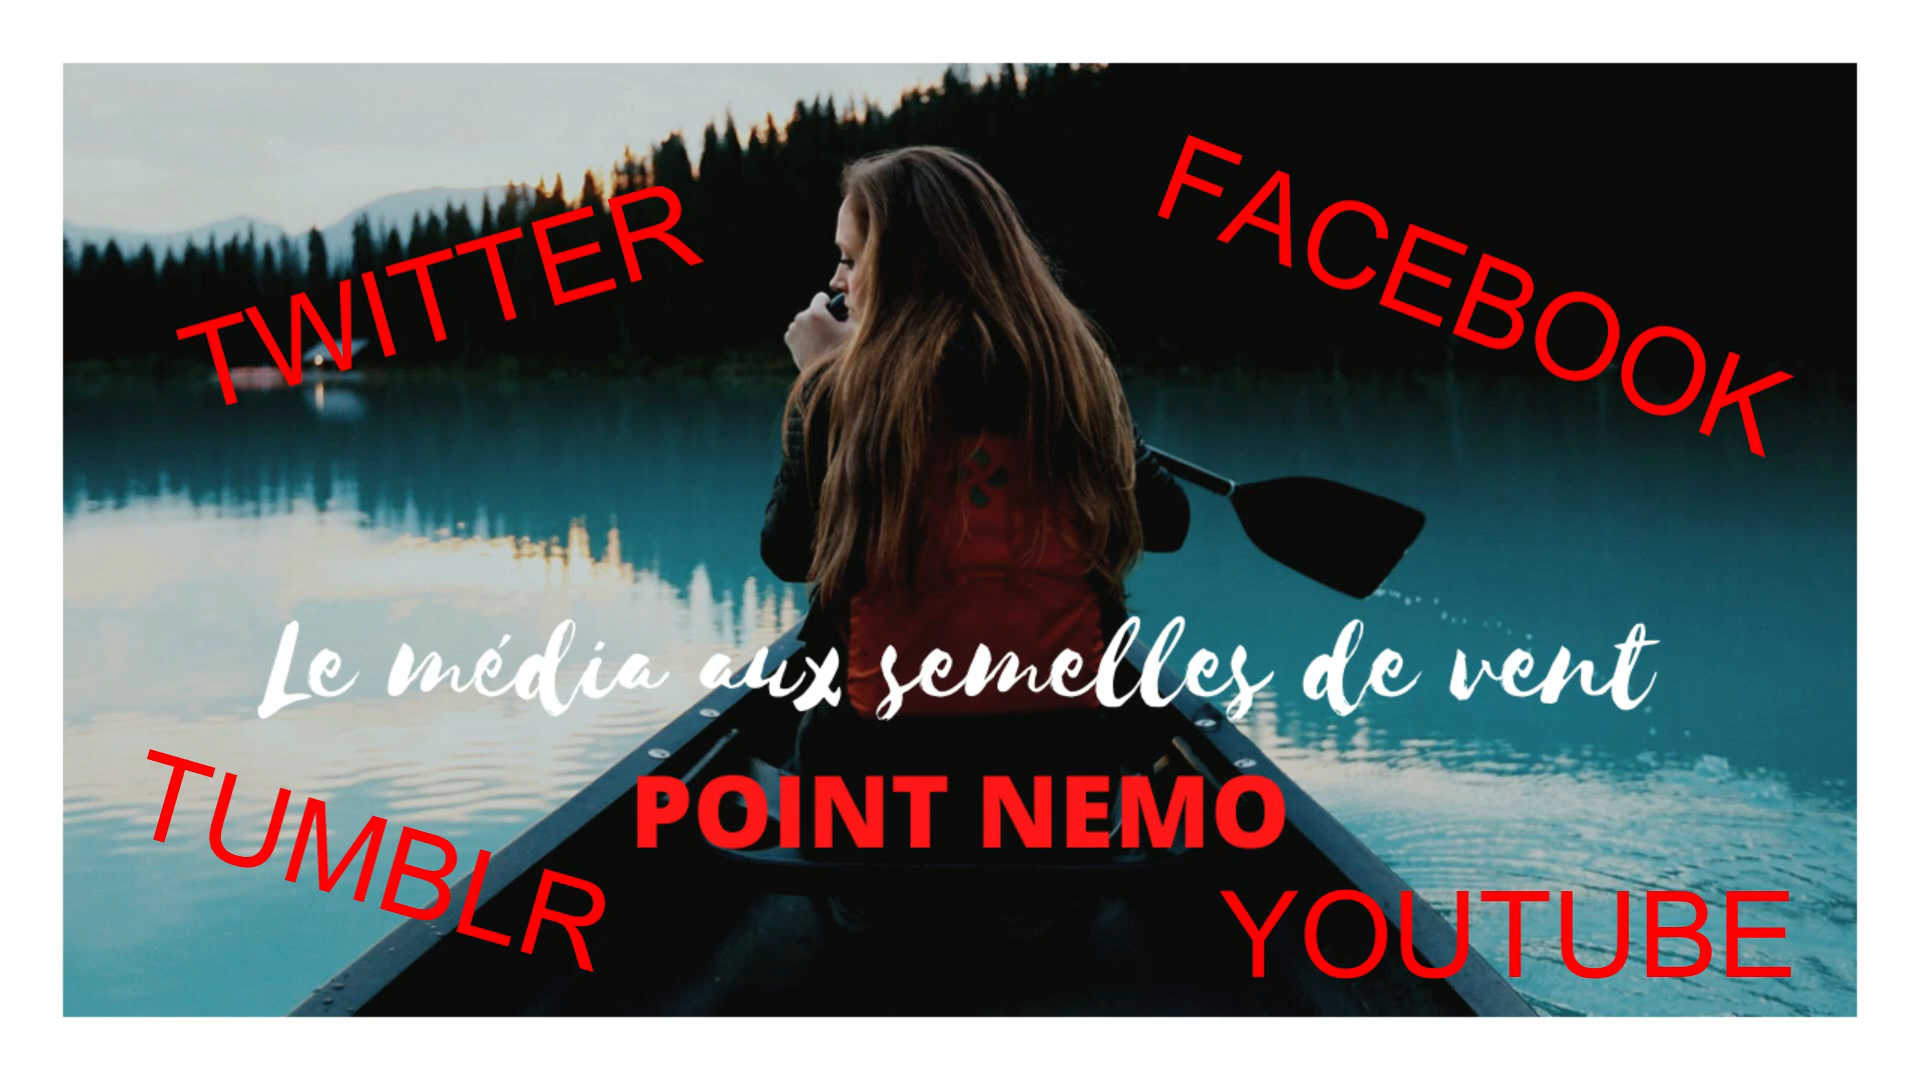 TWITTER
FACEBOOK
Le média aux semelles de vent
POINT NEMO
TUMBLR
YOUTUBE